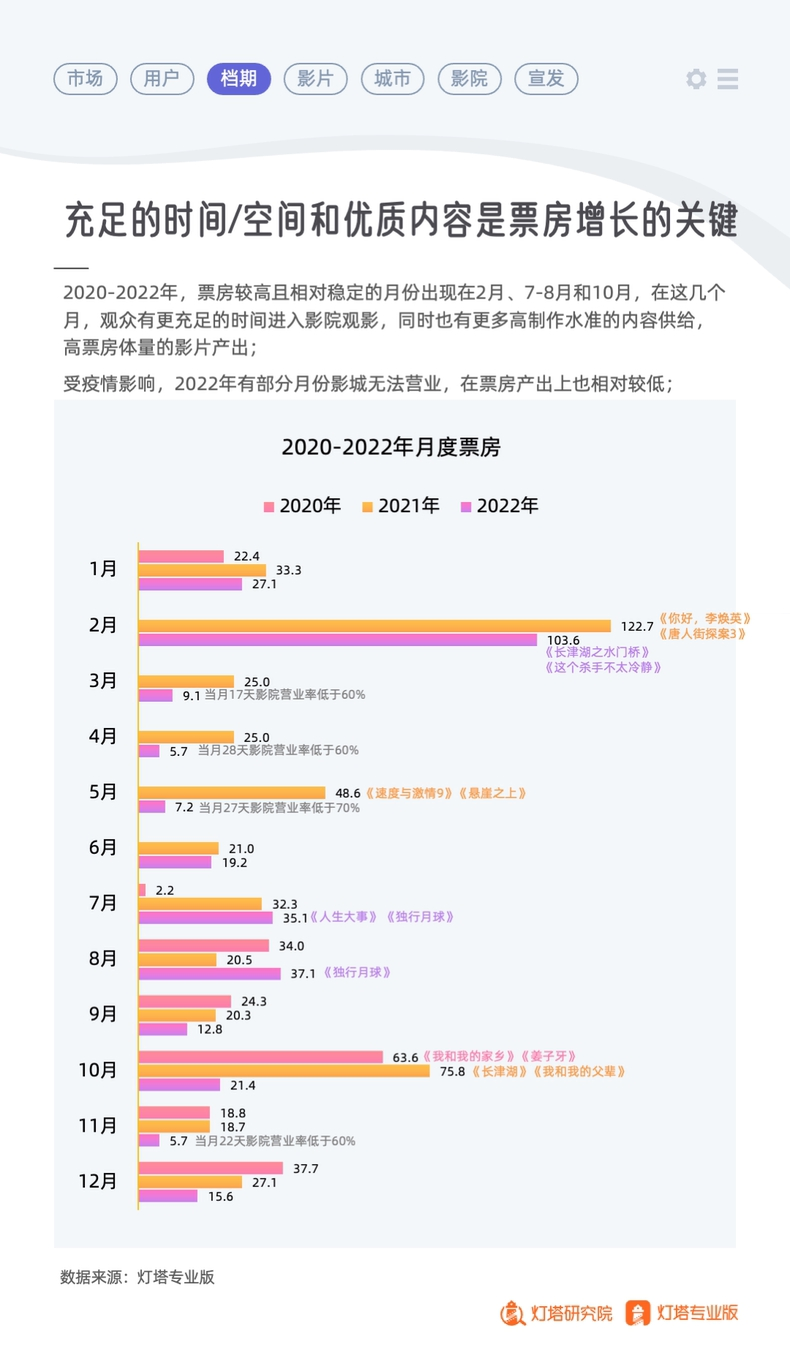 市场 用户 档期 影片 城市 影院 宣发
充足的时间/空间和优质内容是票房增长的关键
2020-2022年，票房较高且相对稳定的月份出现在2月、7-8月和10月，在这几个
月，观众有更充足的时间进入影院观影，同时也有更多高制作水准的内容供给，
高票房体量的影片产出；
受疫情影响，2022年有部分月份影城无法营业，在票房产出上也相对较低；
2020-2022年月度票房
2020年 2021年 2022年
1月
22.4
33.3
27.1
2月
122.7
《你好，李焕英》
《唐人街探案3》
103.6
《长津湖之水门桥》
《这个杀手不太冷静》
3月
25.0
9.1 当月17天影院营业率低于60%
4月
25.0
5.7 当月28天影院营业率低于60%
5月
48.6 《速度与激情9》《悬崖之上》
7.2 当月27天影院营业率低于70%
6月
21.0
19.2
7月
2.2
32.3
35.1《人生大事》《独行月球》
8月
34.0
20.5
37.1 《独行月球》
9月
24.3
20.3
12.8
10月
63.6《我和我的家乡》《姜子牙》
75.8 《长津湖》《我和我的父辈》
21.4
11月
18.8
18.7
5.7 当月22天影院营业率低于60%
12月
37.7
27.1
15.6
数据来源：灯塔专业版
灯塔研究院 灯塔专业版